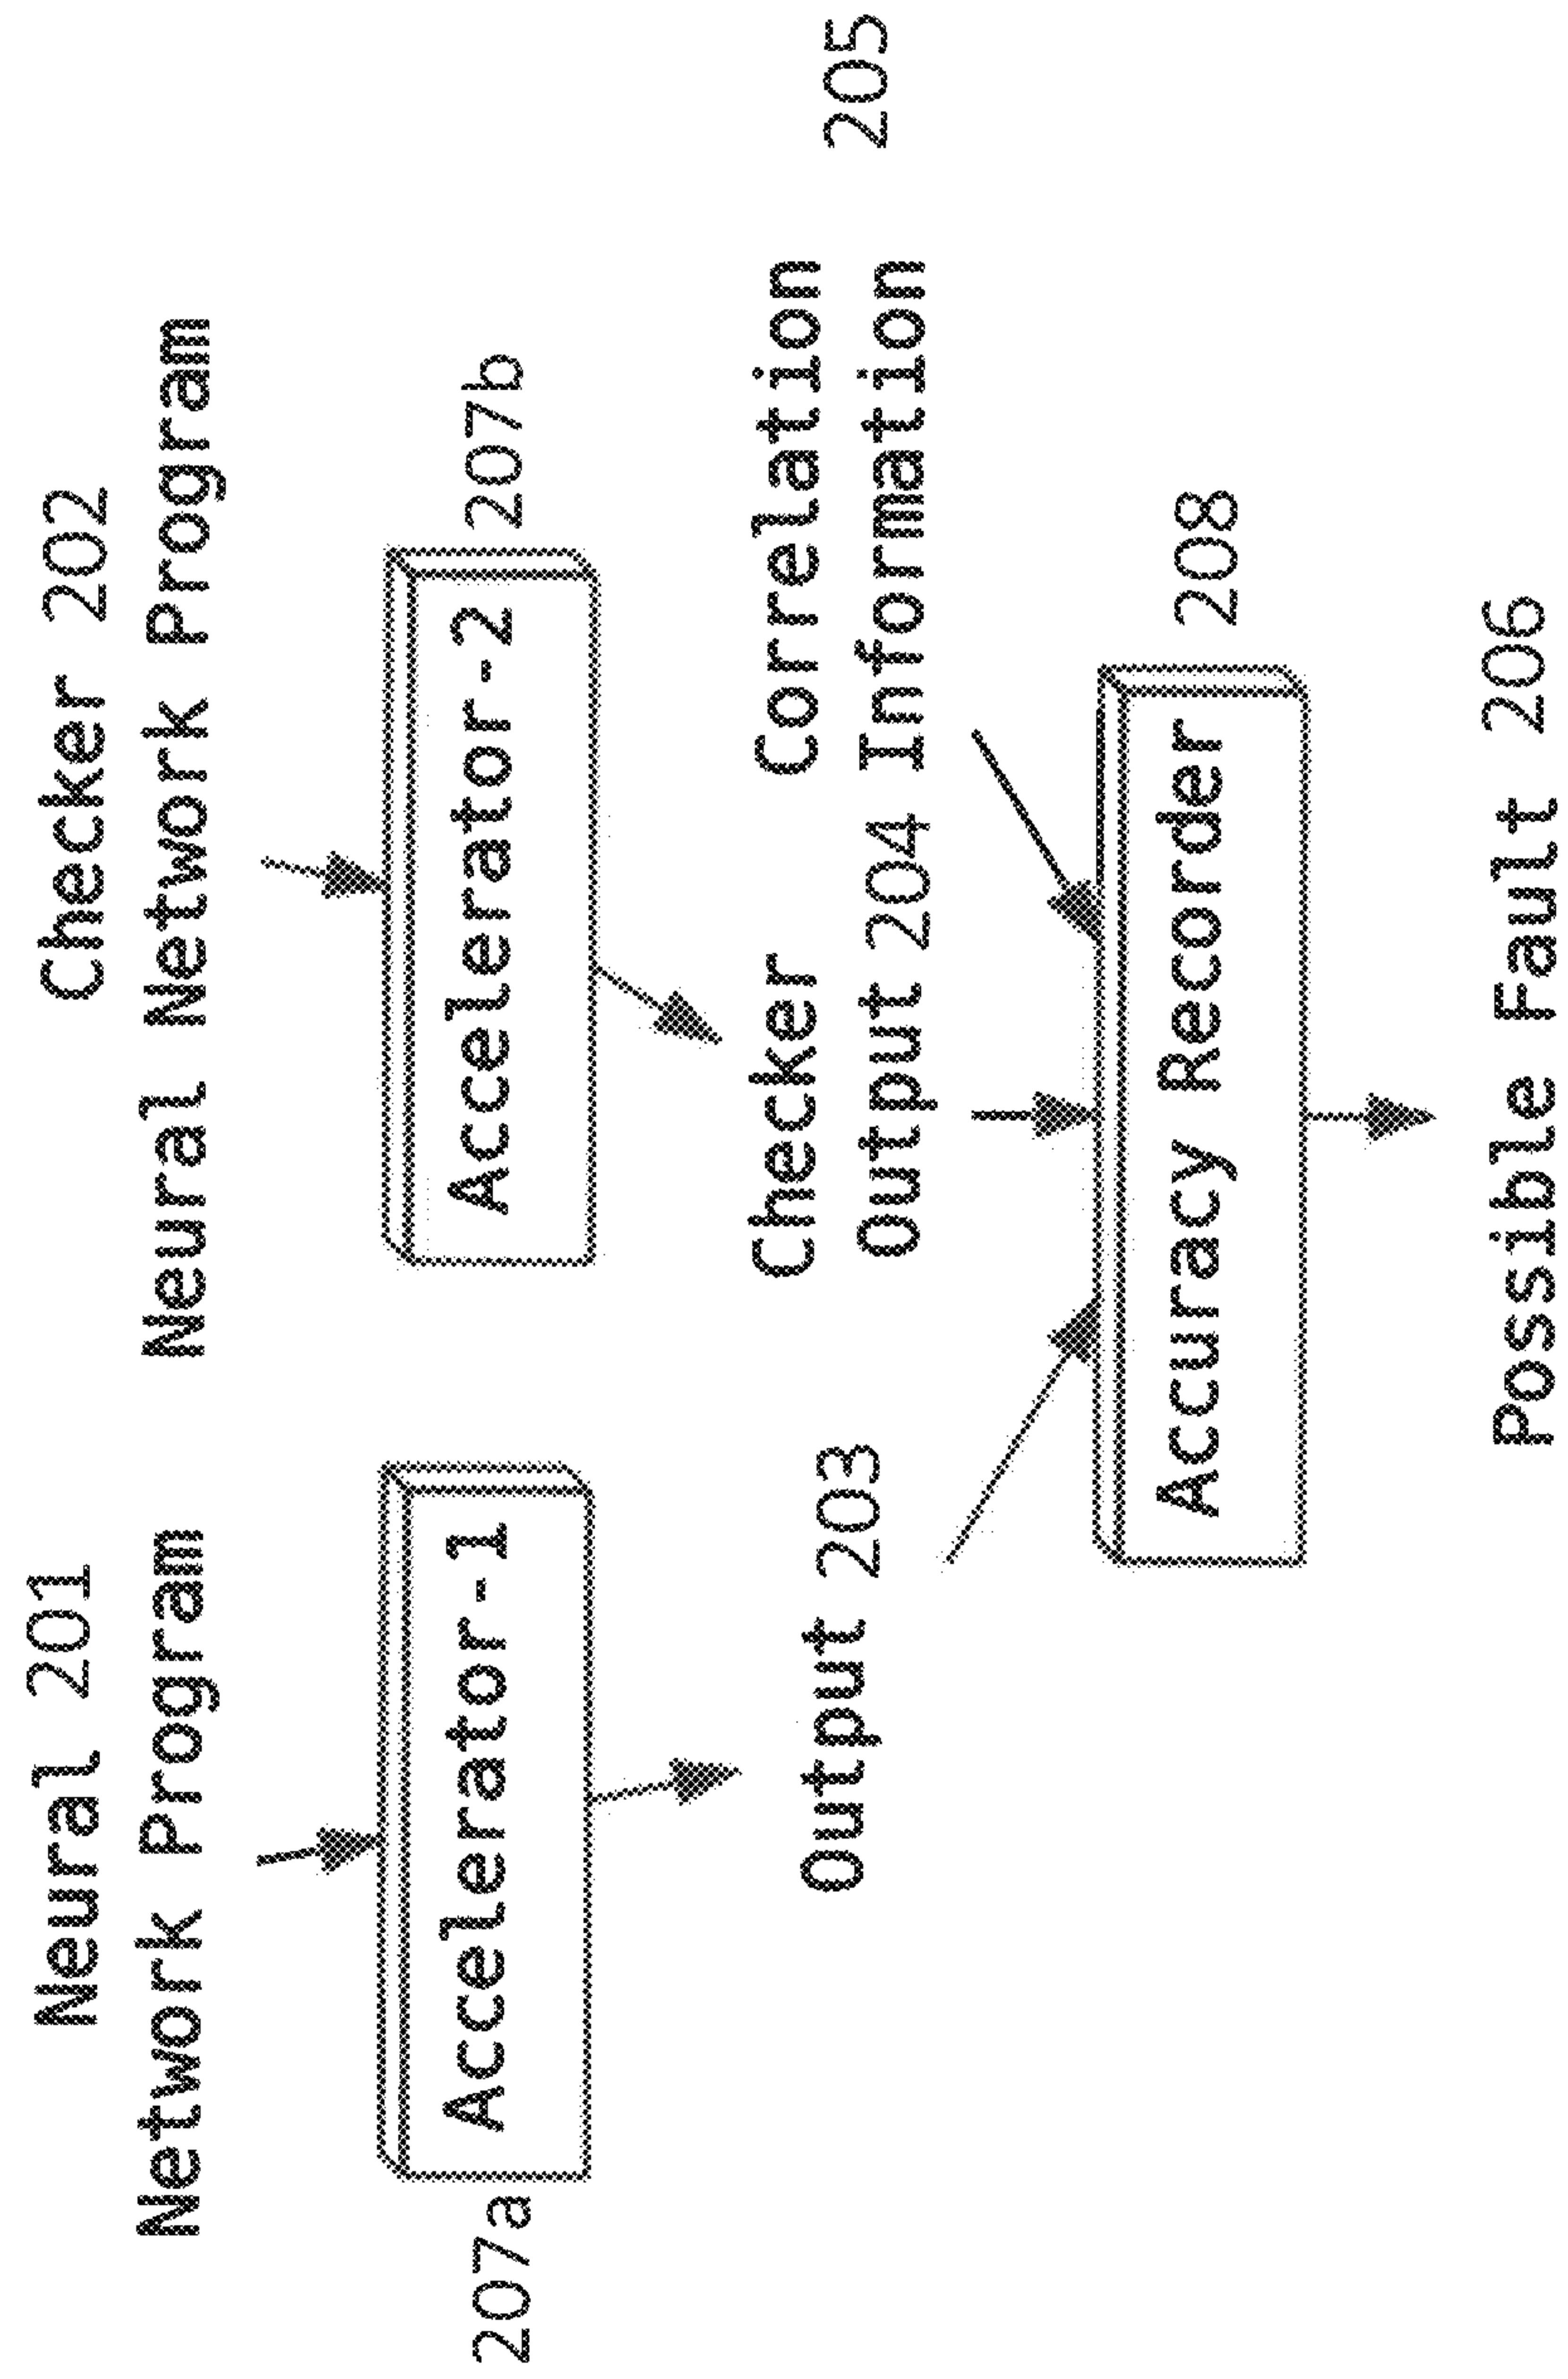 Neural 201
Network Program
Checker 202
Neural Network Program
207a
Accelerator-1
Accelerator-2
207b
Output 203
Checker
Output 204
Correlation
Information
205
Accuracy Recorder
208
Possible Fault 206